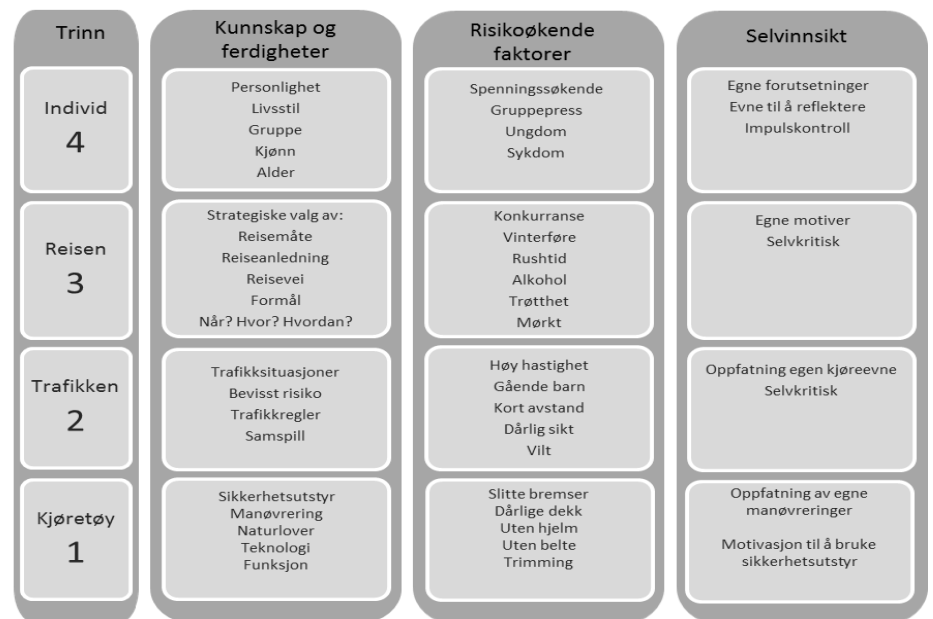 Trinn
Kunnskap og
ferdigheter
Risikoøkende
faktorer
Selvinnsikt
Individ
4
Personlighet
Livsstil
Gruppe
Kjønn
Alder
Spenningssøkende
Gruppepress
Ungdom
Sykdom
Egne forutsetninger
Evne til å reflektere
Impulskontroll
Reisen
3
Strategiske valg av:
Reisemåte
Reiseanledning
Reisevei
Formål
Når? Hvor? Hvordan?
Konkurranse
Vinterføre
Rushtid
Alkohol
Trøtthet
Mørkt
Egne motiver
Selvkritisk
Trafikken
2
Trafikksituasjoner
Bevisst risiko
Trafikkregler
Samspill
Høy hastighet
Gående barn
Kort avstand
Dårlig sikt
Vilt
Oppfatning egen kjøreevne
Selvkritisk
Kjøretøy
1
Sikkerhetsutstyr
Manøvrering
Naturlover
Teknologi
Funksjon
Slitte bremser
Dårlige dekk
Uten hjelm
Uten belte
Trimming
Oppfatning av egne
manøvreringer
Motivasjon til å bruke
sikkerhetsutstyr